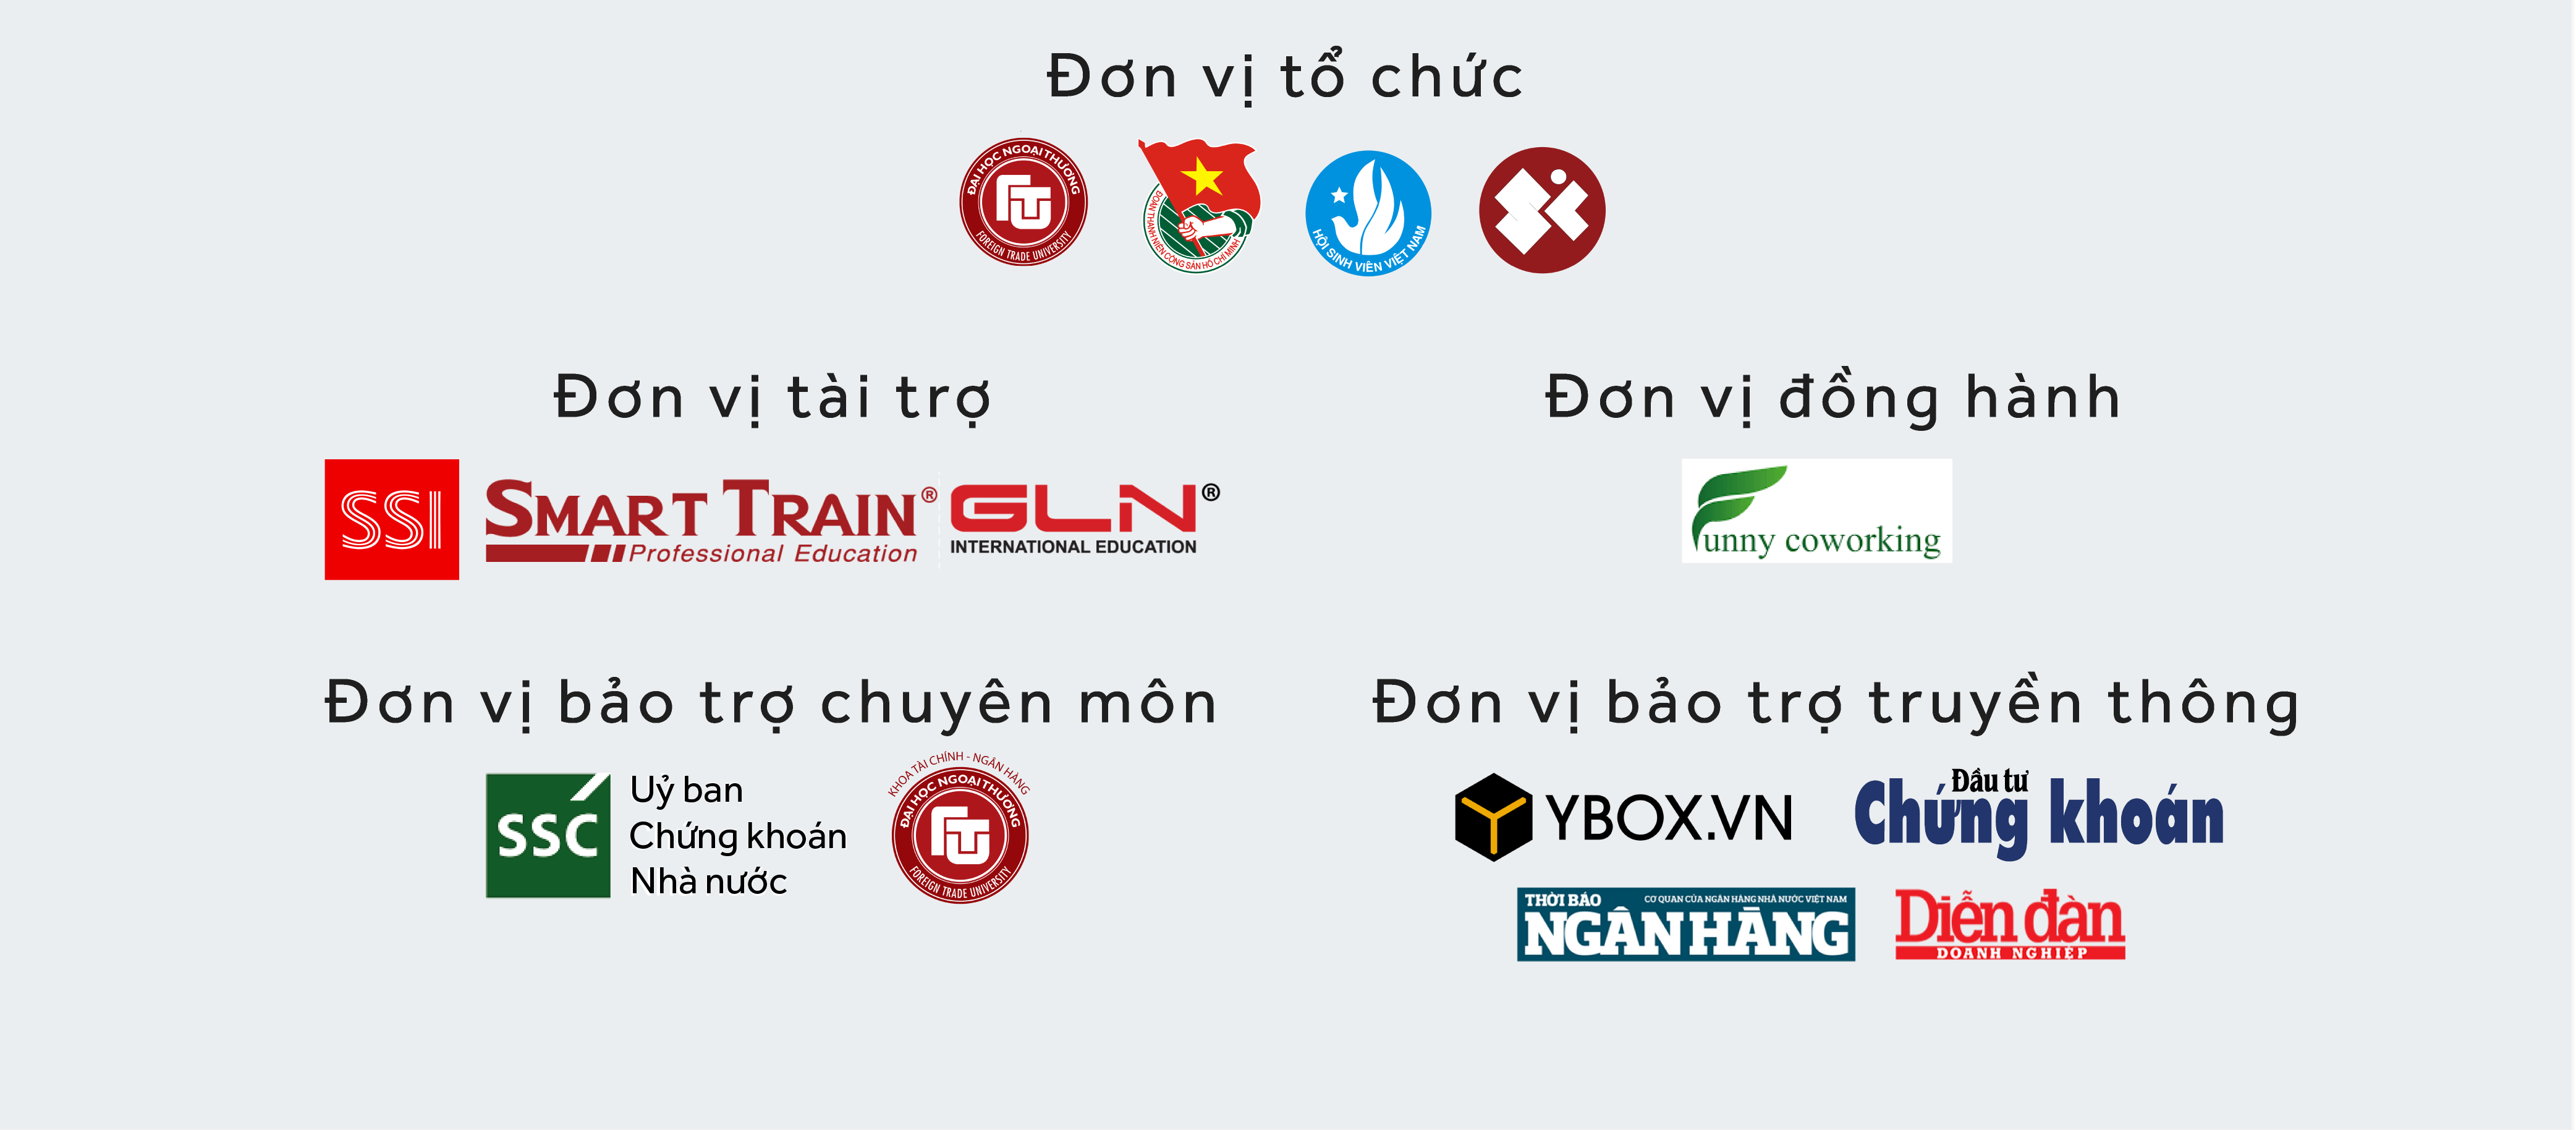 Đơn vị tổ chức
ĐẠI HỌC NGOẠI THƯƠNG
FTU
FOREIGN TRADE UNIVERSITY
ĐOÀN THANH NIÊN CỘNG SẢN HỒ CHÍ MINH
HỘI SINH VIÊN VIỆT NAM
Đơn vị tài trợ
SSI
SMART TRAIN®
Professional Education
GLN®
INTERNATIONAL EDUCATION
Đơn vị đồng hành
Funny coworking
Đơn vị bảo trợ chuyên môn
SSC
Uỷ ban
Chứng khoán
Nhà nước
KHOA TÀI CHÍNH - NGÂN HÀNG
ĐẠI HỌC NGOẠI THƯƠNG
FTU
FOREIGN TRADE UNIVERSITY
Đơn vị bảo trợ truyền thông
YBOX.VN
Đầu tư
Chứng khoán
THỜI BÁO
CƠ QUAN CỦA NGÂN HÀNG NHÀ NƯỚC VIỆT NAM
NGÂN HÀNG
Diễn đàn
DOANH NGHIỆP